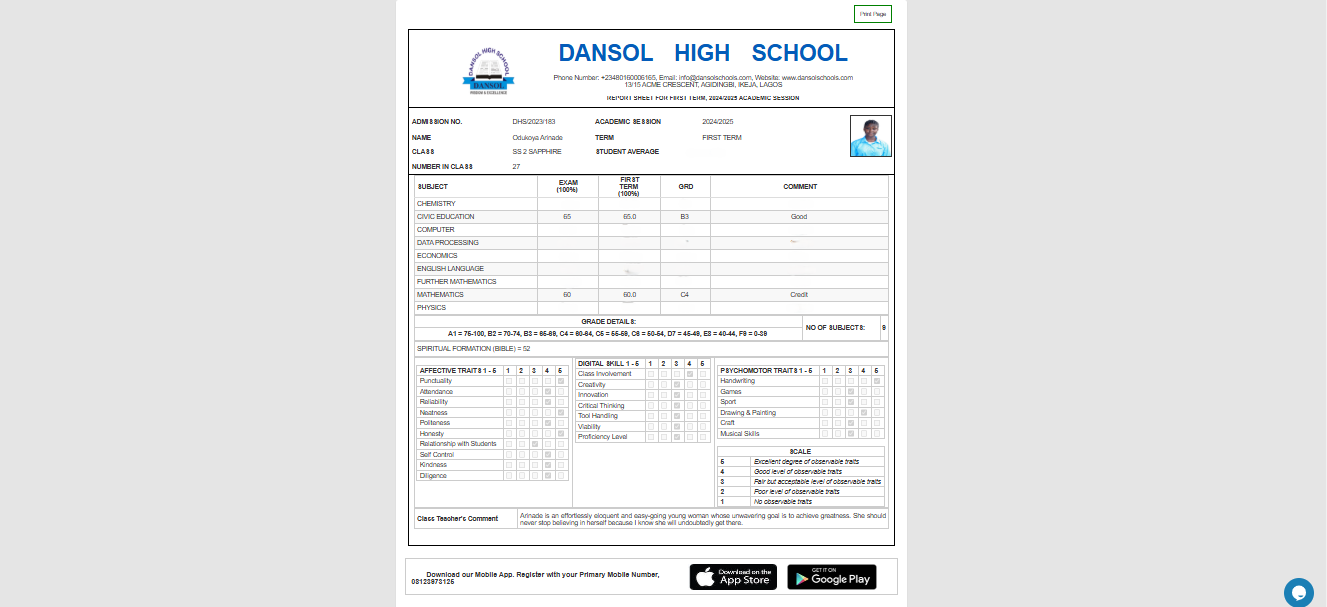 Print Page
DANSOL HIGH SCHOOL
DANSOL HIGH SCHOOL
DANSOL
WISDOM & EXCELLENCE
Phone Number: +23480160006165, Email: info@dansolschools.com, Website: www.dansolschools.com
13/15 ACME CRESCENT, AGIDINGBI, IKEJA, LAGOS
REPORT SHEET FOR FIRST TERM, 2024/2025 ACADEMIC SESSION
ADMISSION NO. DHS/2023/183 ACADEMIC SESSION 2024/2025
NAME Odukoya Arinade TERM FIRST TERM
CLASS SS 2 SAPPHIRE STUDENT AVERAGE
NUMBER IN CLASS 27
SUBJECT EXAM (100%) FIRST TERM (100%) GRD COMMENT
CHEMISTRY
CIVIC EDUCATION 65 65.0 B3 Good
COMPUTER
DATA PROCESSING
ECONOMICS
ENGLISH LANGUAGE
FURTHER MATHEMATICS
MATHEMATICS 60 60.0 C4 Credit
PHYSICS
GRADE DETAILS:
A1 = 75-100, B2 = 70-74, B3 = 65-69, C4 = 60-64, C5 = 55-59, C6 = 50-54, D7 = 45-49, E8 = 40-44, F9 = 0-39
NO OF SUBJECTS: 9
SPIRITUAL FORMATION (BIBLE) = 52
AFFECTIVE TRAITS 1 - 5 1 2 3 4 5
Punctuality
Attendance
Reliability
Neatness
Politeness
Honesty
Relationship with Students
Self Control
Kindness
Diligence
DIGITAL SKILL 1 - 5 1 2 3 4 5
Class Involvement
Creativity
Innovation
Critical Thinking
Tool Handling
Viability
Proficiency Level
PSYCHOMOTOR TRAITS 1 - 5 1 2 3 4 5
Handwriting
Games
Sport
Drawing & Painting
Craft
Musical Skills
SCALE
5 Excellent degree of observable traits
4 Good level of observable traits
3 Fair but acceptable level of observable traits
2 Poor level of observable traits
1 No observable traits
Class Teacher's Comment
Arinade is an effortlessly eloquent and easy-going young woman whose unwavering goal is to achieve greatness. She should
never stop believing in herself because I know she will undoubtedly get there.
Download our Mobile App. Register with your Primary Mobile Number,
08123973125
Download on the
App Store
GET IT ON
Google Play